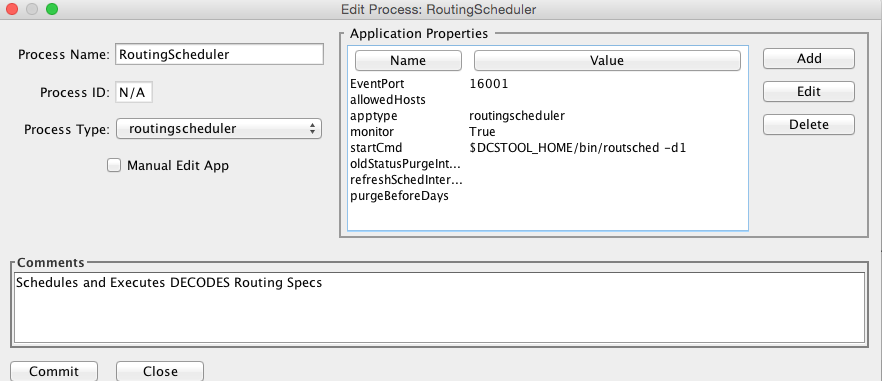 Edit Process: RoutingScheduler
Process Name: RoutingScheduler
Process ID: N/A
Process Type: routingscheduler
Manual Edit App
Application Properties
Name Value
EventPort 16001
allowedHosts
apptype routingscheduler
monitor True
startCmd $DCSTOOL_HOME/bin/routsched -d1
oldStatusPurgeInt...
refreshSchedInter...
purgeBeforeDays
Add
Edit
Delete
Comments
Schedules and Executes DECODES Routing Specs
Commit Close